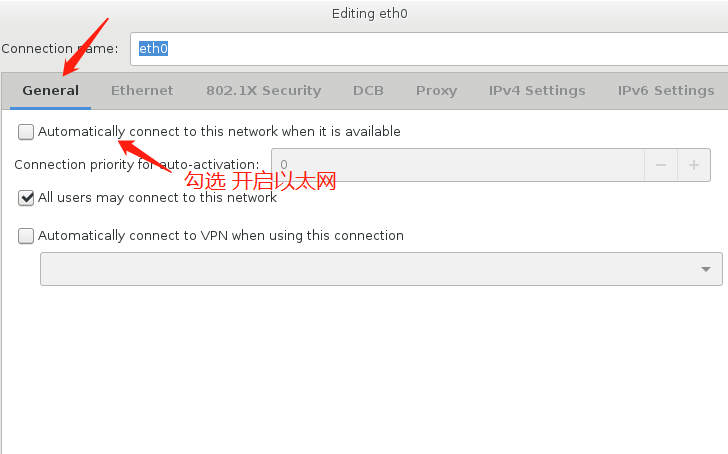 Editing eth0
Connection name: eth0
General Ethernet 802.1X Security DCB Proxy IPv4 Settings IPv6 Settings
Automatically connect to this network when it is available
Connection priority for auto-activation: 0
勾选 开启以太网
All users may connect to this network
Automatically connect to VPN when using this connection